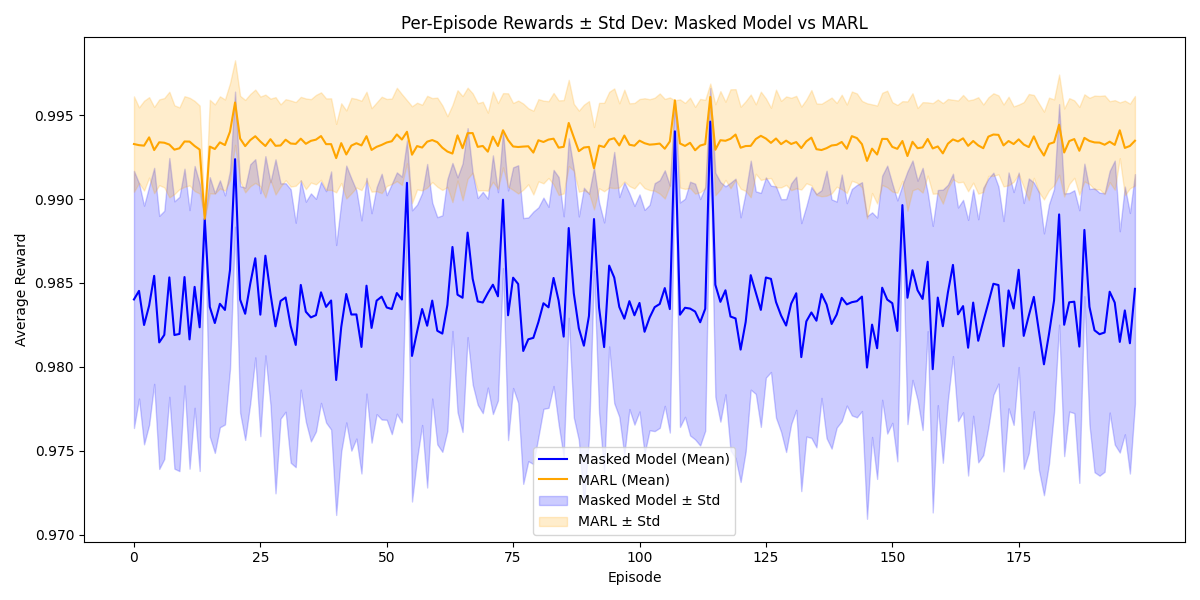 Per-Episode Rewards ± Std Dev: Masked Model vs MARL
Average Reward
0.995
0.990
0.985
0.980
0.975
0.970
Masked Model (Mean)
MARL (Mean)
Masked Model ± Std
MARL ± Std
0 25 50 75 100 125 150 175
Episode